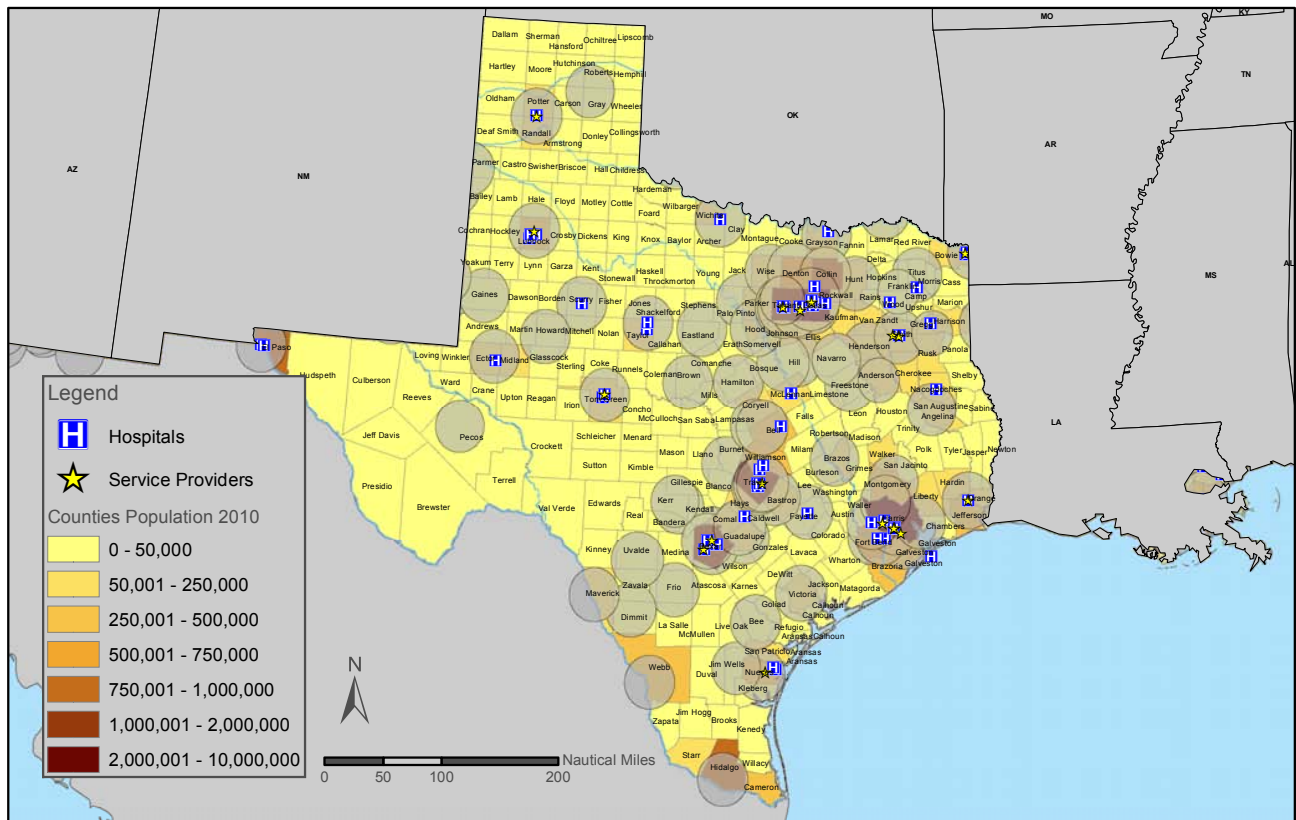 MO
KY
TN
AZ
NM
OK
AR
MS
AL
LA
Dallam Sherman Ochiltree Lipscomb
Hansford
Hartley Moore Hutchinson
Roberts Hemphill
Oldham Potter Carson Gray Wheeler
Deaf Smith Randall Donley Collingsworth
Armstrong
Parmer Castro Swisher Briscoe Hall Childress
Hardeman
Bailey Lamb Hale Floyd Motley Cottle Foard Wilbarger
Wichita Clay
Cochran Hockley Lubbock Crosby Dickens King Knox Baylor Archer Montague Cooke Grayson Fannin Lamar Red River
Bowie
Delta
Yoakum Terry Lynn Garza Kent Stonewall Haskell Throckmorton Young Jack Wise Denton Collin Hunt Hopkins Franklin Titus Morris Cass
Gaines Dawson Borden Scurry Fisher Jones Shackelford Stephens Palo Pinto Parker Rockwall Rains Wood Camp Upshur Marion
Kaufman Van Zandt Harrison
Andrews Martin Howard Mitchell Nolan Taylor Callahan Eastland Erath Hood Somervell Johnson Ellis Henderson Rusk Panola
Paso Hudspeth Culberson Loving Winkler Ector Midland Glasscock Sterling Coke Runnels Coleman Brown Comanche Bosque Hill Navarro Anderson Cherokee Shelby
Reeves Ward Crane Upton Reagan Irion Concho Mills Hamilton Limestone Freestone Nacogdoches
McCulloch San Saba Lampasas Coryell Falls Leon Houston San Augustine Sabine
Angelina
Jeff Davis Pecos Crockett Schleicher Menard Bell Robertson Madison Trinity
Mason Llano Burnet Williamson Milam Brazos Walker Polk Tyler Jasper Newton
Presidio Brewster Terrell Sutton Kimble Gillespie Blanco Burleson Grimes San Jacinto
Lee Washington Montgomery Hardin
Val Verde Edwards Real Kerr Kendall Hays Bastrop Austin Waller Liberty Orange
Bandera Comal Caldwell Fayette Jefferson
Kinney Uvalde Medina Guadalupe Gonzales Lavaca Colorado Fort Bend Chambers
Galveston
Galveston
Wilson Wharton Brazoria
Maverick Zavala Frio Atascosa Karnes DeWitt Jackson Matagorda
Victoria
Dimmit La Salle McMullen Live Oak Bee Goliad Calhoun
Calhoun
Refugio
Aransas Calhoun
San Patricio Aransas
Aransas
Webb Duval Jim Wells
Kleberg
Zapata Jim Hogg Brooks Kenedy
Starr Hidalgo Willacy
Cameron
Legend
H Hospitals
Service Providers
Counties Population 2010
0 - 50,000
50,001 - 250,000
250,001 - 500,000
500,001 - 750,000
750,001 - 1,000,000
1,000,001 - 2,000,000
2,000,001 - 10,000,000
N
Nautical Miles
0 50 100 200